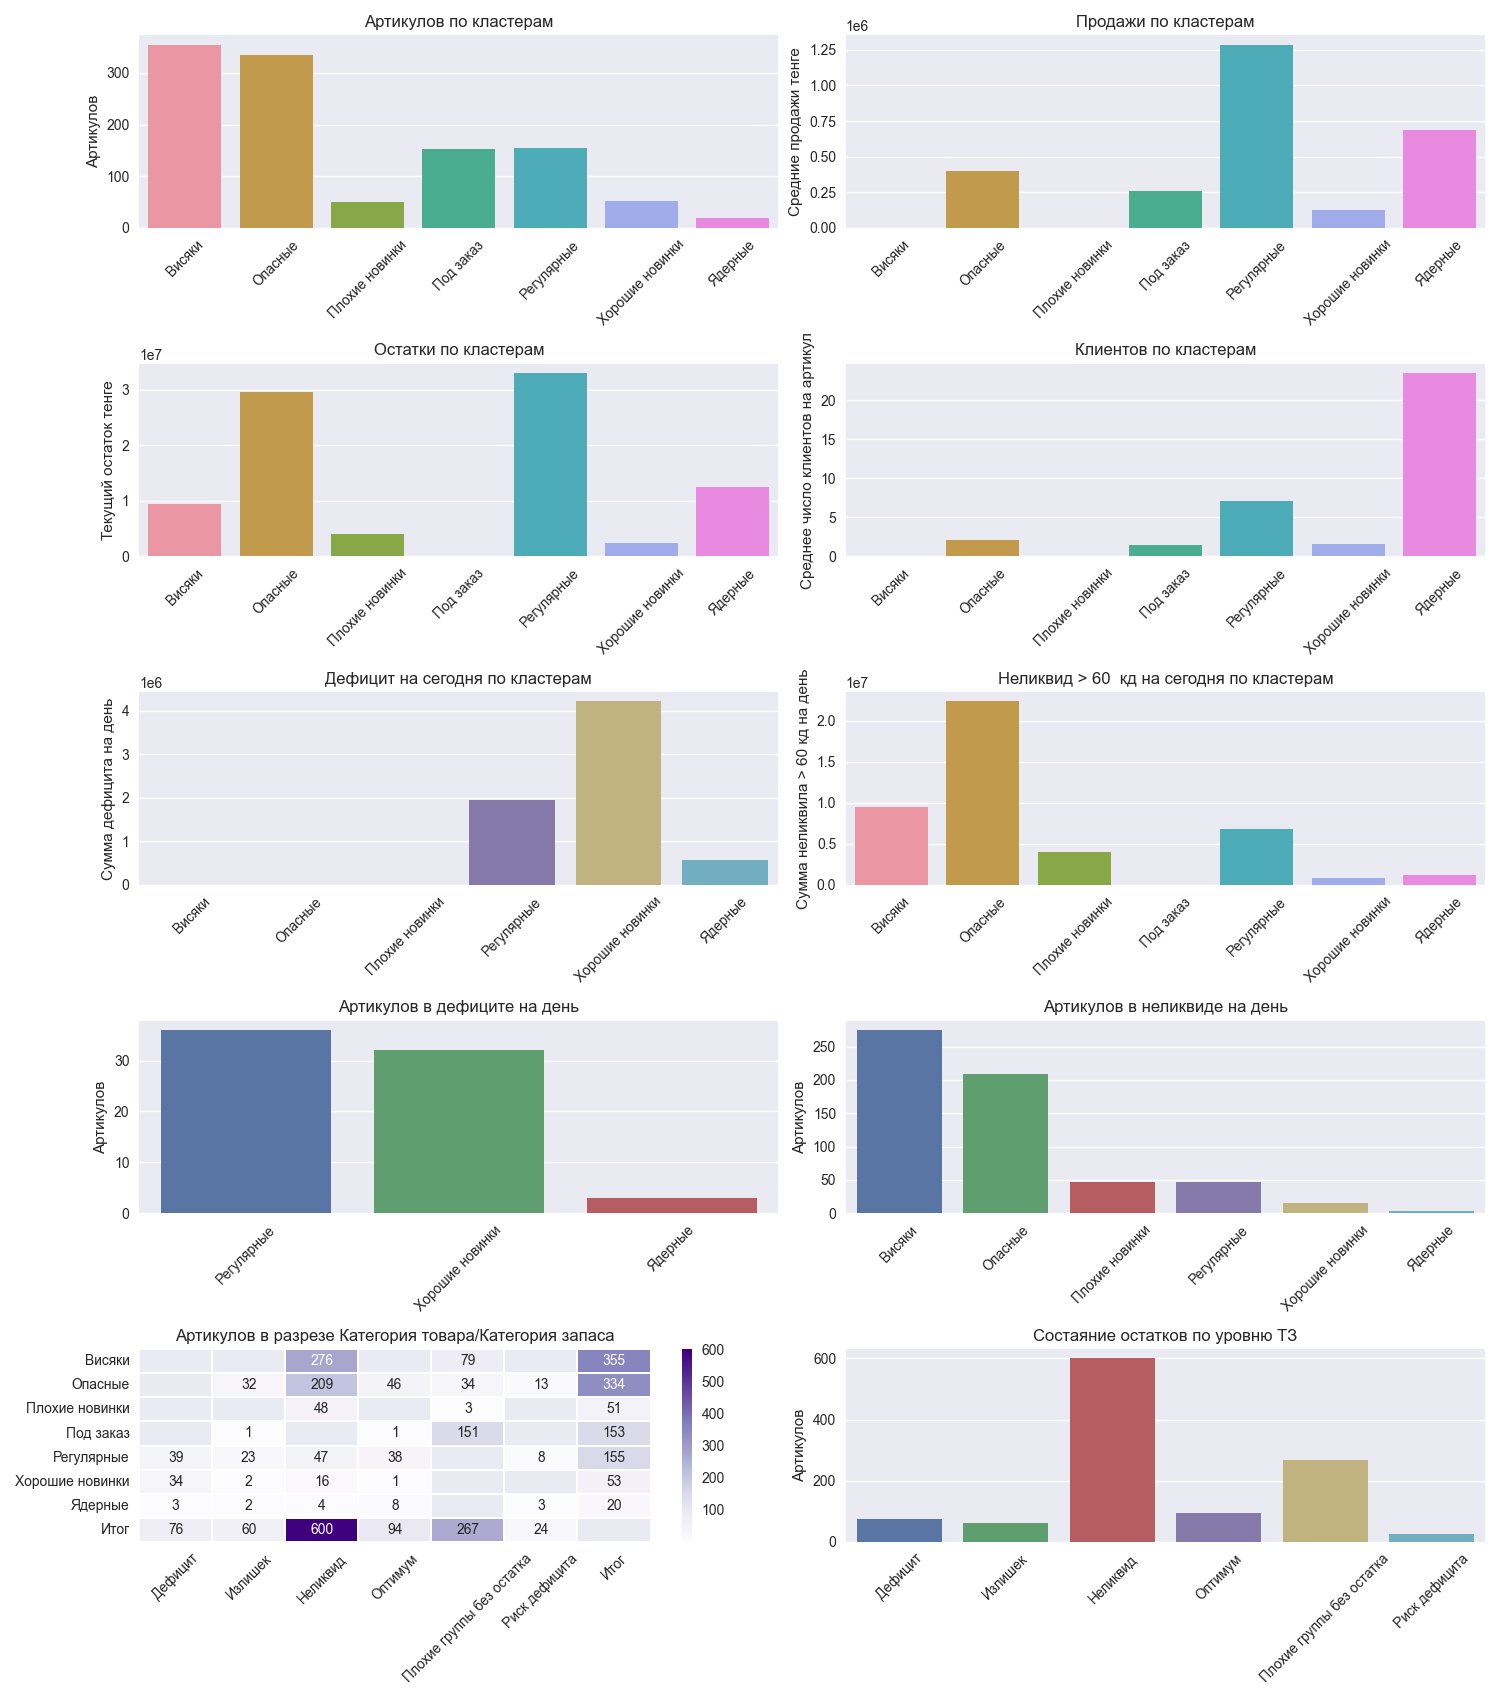 Артикулов по кластерам
Артикулов
300
200
100
0
Висяки
Опасные
Плохие новинки
Под заказ
Регулярные
Хорошие новинки
Ядерные
Продажи по кластерам
1e6
Средние продажи тенге
1.25
1.00
0.75
0.50
0.25
0.00
Висяки
Опасные
Плохие новинки
Под заказ
Регулярные
Хорошие новинки
Ядерные
Остатки по кластерам
1e7
Текущий остаток тенге
3
2
1
0
Висяки
Опасные
Плохие новинки
Под заказ
Регулярные
Хорошие новинки
Ядерные
Клиентов по кластерам
Среднее число клиентов на артикул
20
15
10
5
0
Висяки
Опасные
Плохие новинки
Под заказ
Регулярные
Хорошие новинки
Ядерные
Дефицит на сегодня по кластерам
1e6
Сумма дефицита на день
4
3
2
1
0
Висяки
Опасные
Плохие новинки
Регулярные
Хорошие новинки
Ядерные
Неликвид > 60 кд на сегодня по кластерам
1e7
Сумма неликвила > 60 кд на день
2.0
1.5
1.0
0.5
0.0
Висяки
Опасные
Плохие новинки
Под заказ
Регулярные
Хорошие новинки
Ядерные
Артикулов в дефиците на день
Артикулов
30
20
10
0
Регулярные
Хорошие новинки
Ядерные
Артикулов в неликвиде на день
Артикулов
250
200
150
100
50
0
Висяки
Опасные
Плохие новинки
Регулярные
Хорошие новинки
Ядерные
Артикулов в разрезе Категория товара/Категория запаса
Висяки 276 79 355
Опасные 32 209 46 34 13 334
Плохие новинки 48 3 51
Под заказ 1 1 151 153
Регулярные 39 23 47 38 8 155
Хорошие новинки 34 2 16 1 53
Ядерные 3 2 4 8 3 20
Итог 76 60 600 94 267 24
Дефицит
Излишек
Неликвид
Оптимум
Плохие группы без остатка
Риск дефицита
Итог
600
500
400
300
200
100
Состаяние остатков по уровню ТЗ
Артикулов
600
400
200
0
Дефицит
Излишек
Неликвид
Оптимум
Плохие группы без остатка
Риск дефицита